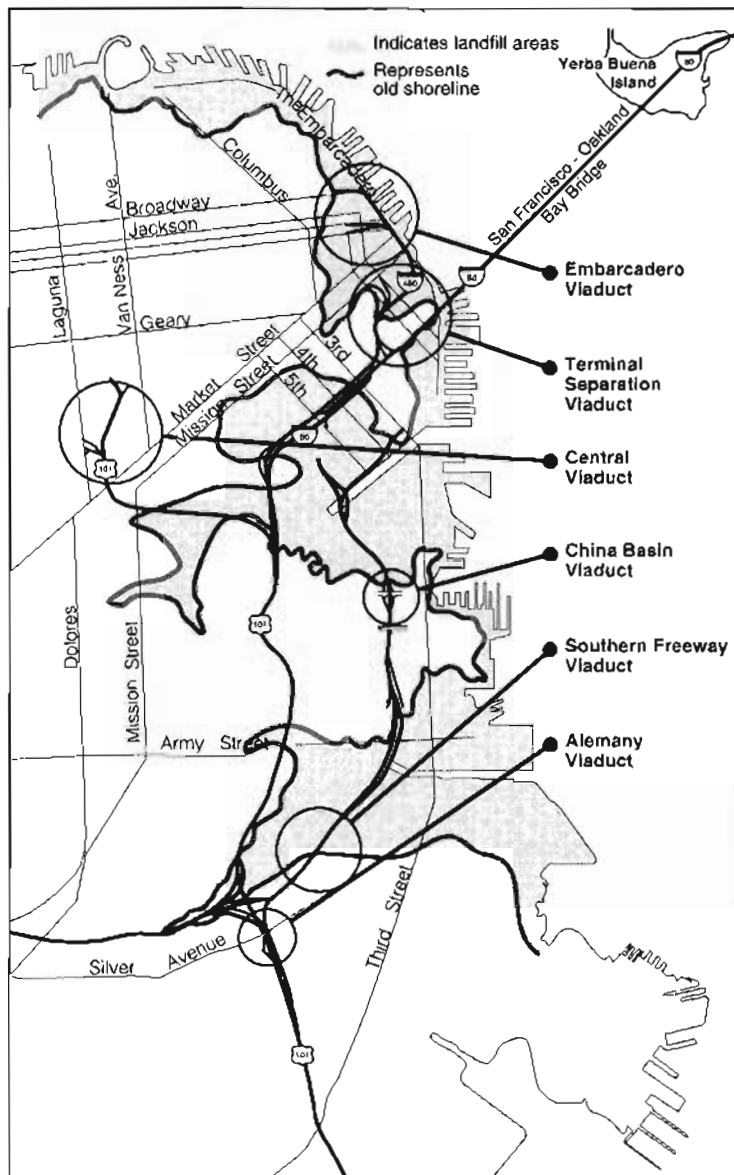 Indicates landfill areas
Represents
old shoreline
Yerba Buena
Island
80
San Francisco - Oakland
Bay Bridge
The Embarcadero
Columbus
Broadway
Jackson
Ave.
Van Ness
Laguna
Geary
Market Street
Mission Street
3rd
4th
5th
480
80
101
Embarcadero
Viaduct
Terminal
Separation
Viaduct
Central
Viaduct
China Basin
Viaduct
Southern Freeway
Viaduct
Alemany
Viaduct
101
Dolores
Mission Street
Army Street
Third Street
Silver Avenue
101